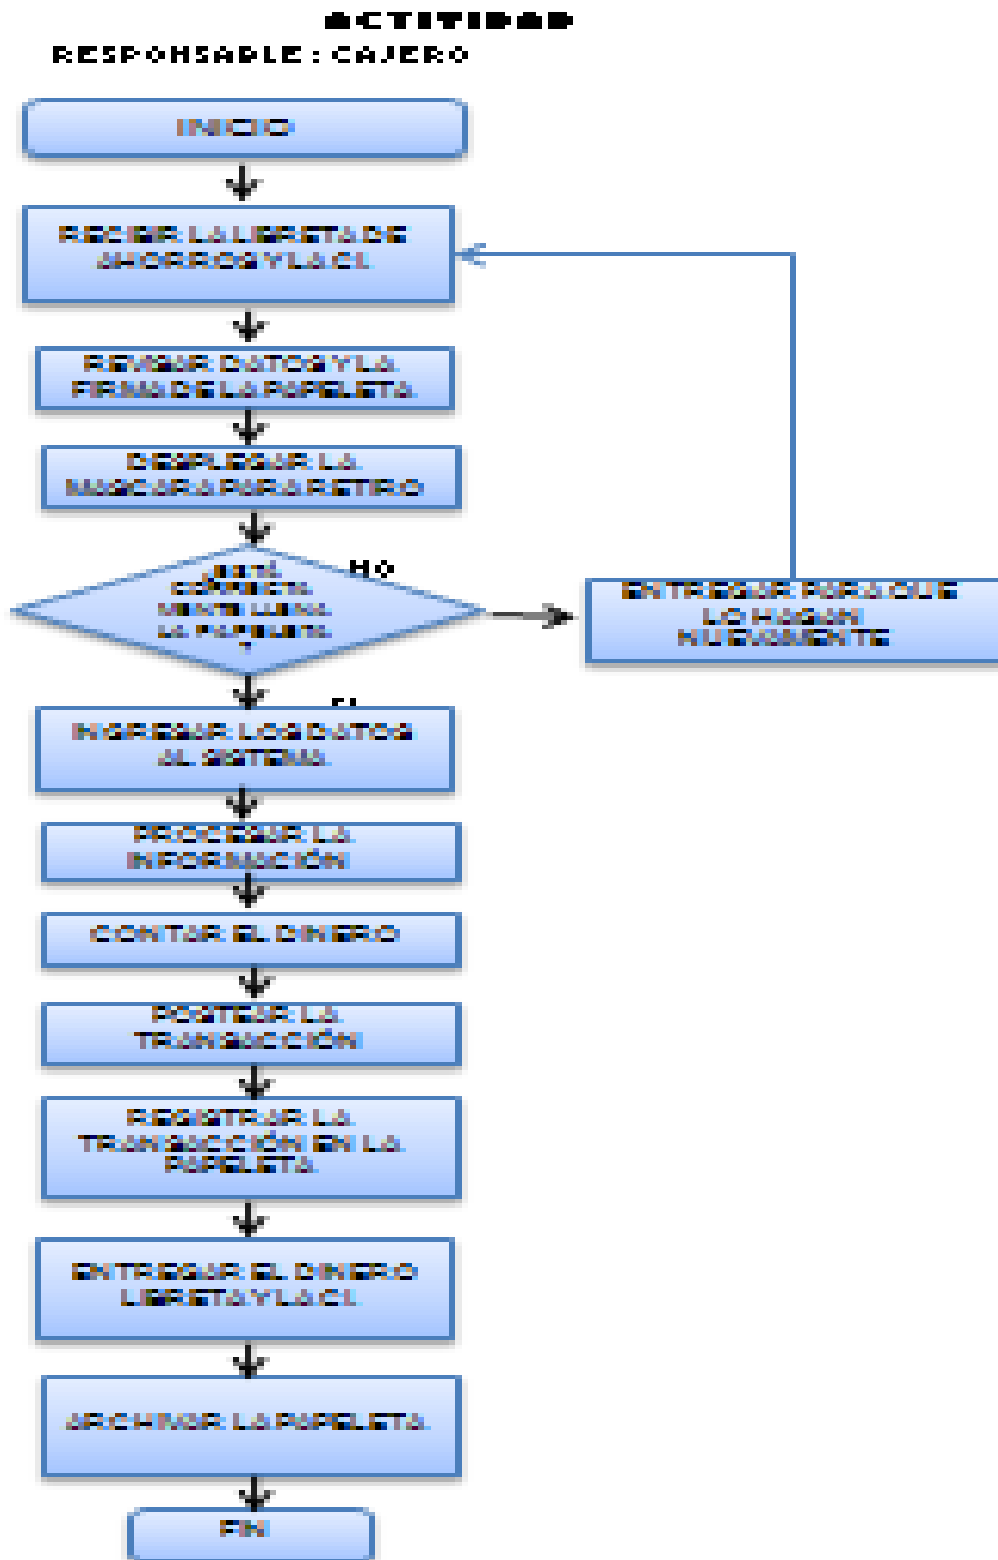 ACTIVIDAD
RESPONSABLE: CAJERO
INICIO
RECIBIR LA LIBRETA DE
AHORROS Y LA CI.
REVISAR DATOS Y LA
FIRMA DE LA PAPELETA
DESPLEGAR LA
MASCARA PARA RETIRO
¿ESTÁ
CORRECTA
MENTE LLENA
LA PAPELETA
?
NO
ENTREGAR PARA QUE
LO HAGAN
NUEVAMENTE
SI
INGRESAR LOS DATOS
AL SISTEMA
PROCESAR LA
INFORMACIÓN
CONTAR EL DINERO
POSTEAR LA
TRANSACCIÓN
REGISTRAR LA
TRANSACCIÓN EN LA
PAPELETA
ENTREGAR EL DINERO
LIBRETA Y LA CI.
ARCHIVAR LA PAPELETA
FIN